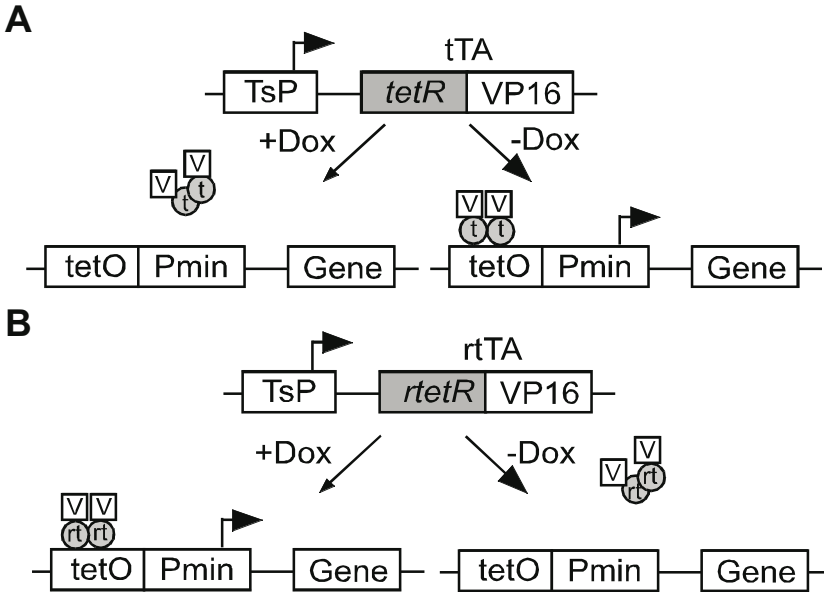 A
tTA
TsP tetR VP16
+Dox -Dox
V V
t t
V V
t t
tetO Pmin Gene
tetO Pmin Gene
B
rtTA
TsP rtetR VP16
+Dox -Dox
V V
rt rt
V V
rt rt
tetO Pmin Gene
tetO Pmin Gene